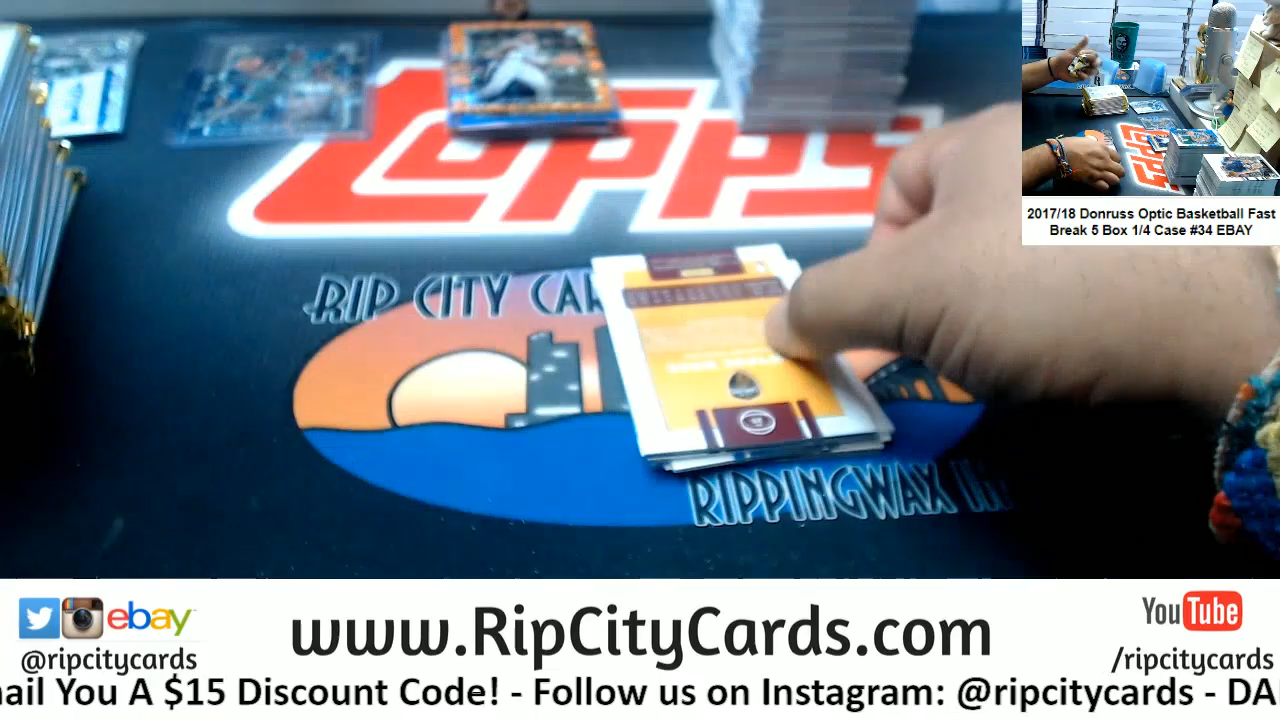 Topps
RIP CITY CAR
RIPPINGWAX
2017/18 Donruss Optic Basketball Fast
Break 5 Box 1/4 Case #34 EBAY
ebay
@ripcitycards
www.RipCityCards.com
YouTube
/ripcitycards
ail You A $15 Discount Code! - Follow us on Instagram: @ripcitycards - DA